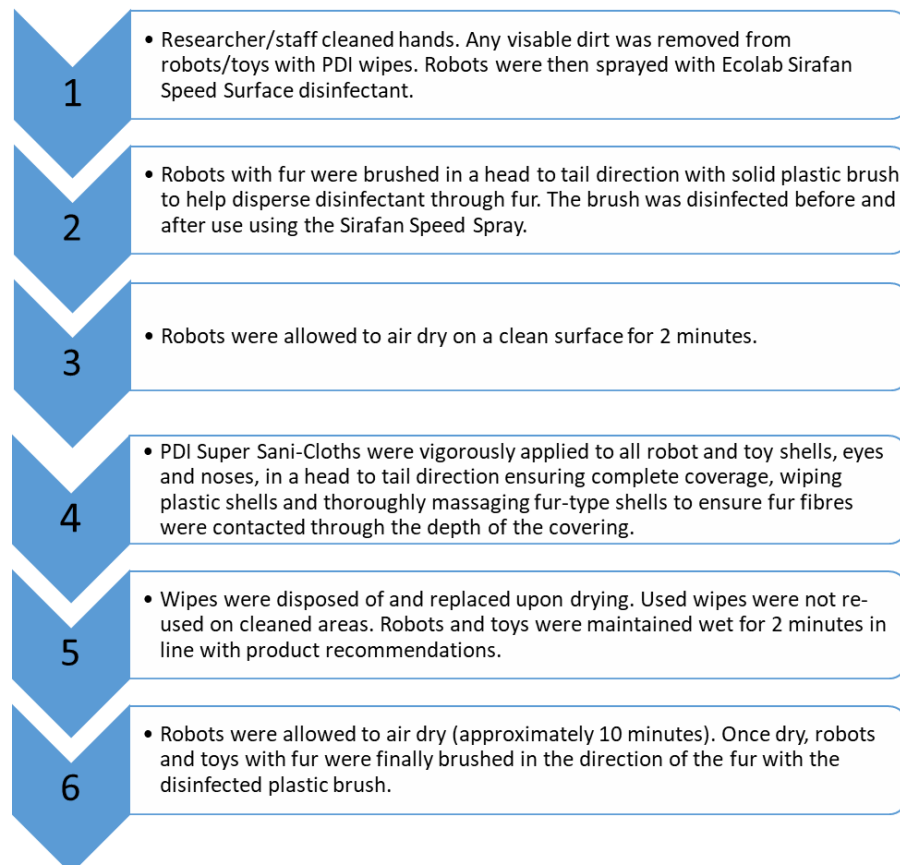 1
• Researcher/staff cleaned hands. Any visable dirt was removed from
robots/toys with PDI wipes. Robots were then sprayed with Ecolab Sirafan
Speed Surface disinfectant.
2
• Robots with fur were brushed in a head to tail direction with solid plastic brush
to help disperse disinfectant through fur. The brush was disinfected before and
after use using the Sirafan Speed Spray.
3
• Robots were allowed to air dry on a clean surface for 2 minutes.
4
• PDI Super Sani-Cloths were vigorously applied to all robot and toy shells, eyes
and noses, in a head to tail direction ensuring complete coverage, wiping
plastic shells and thoroughly massaging fur-type shells to ensure fur fibres
were contacted through the depth of the covering.
5
• Wipes were disposed of and replaced upon drying. Used wipes were not re-
used on cleaned areas. Robots and toys were maintained wet for 2 minutes in
line with product recommendations.
6
• Robots were allowed to air dry (approximately 10 minutes). Once dry, robots
and toys with fur were finally brushed in the direction of the fur with the
disinfected plastic brush.